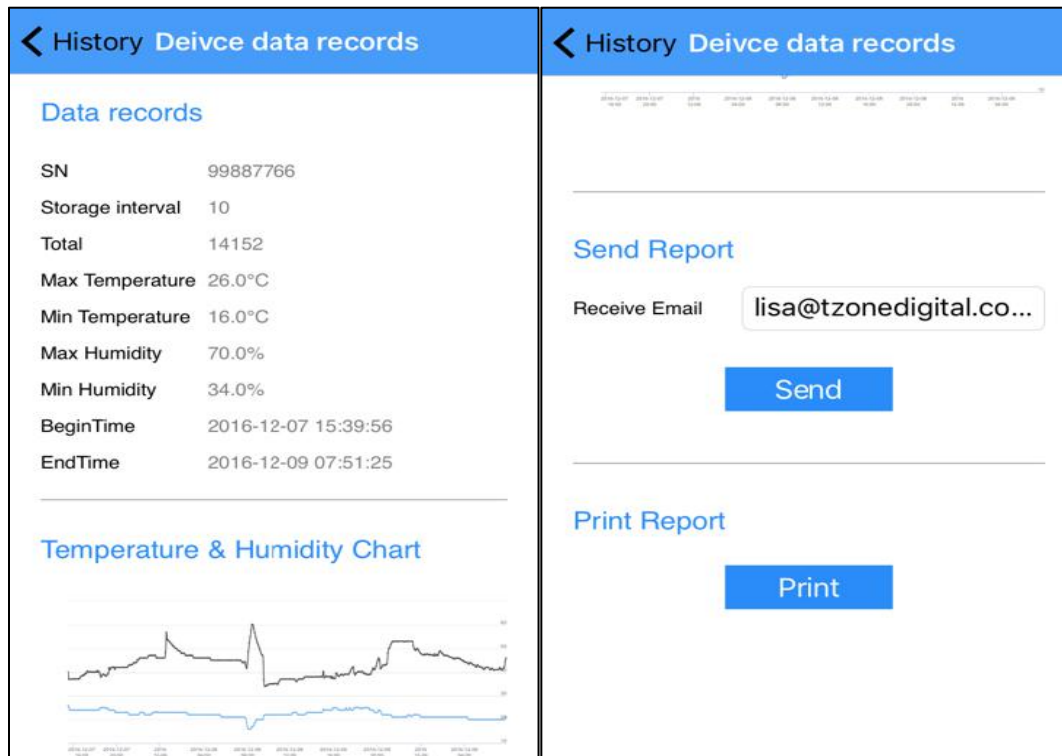 History Deivce data records
Data records
SN 99887766
Storage interval 10
Total 14152
Max Temperature 26.0°C
Min Temperature 16.0°C
Max Humidity 70.0%
Min Humidity 34.0%
BeginTime 2016-12-07 15:39:56
EndTime 2016-12-09 07:51:25
Temperature & Humidity Chart
History Deivce data records
Send Report
Receive Email lisa@tzonedigital.co...
Send
Print Report
Print